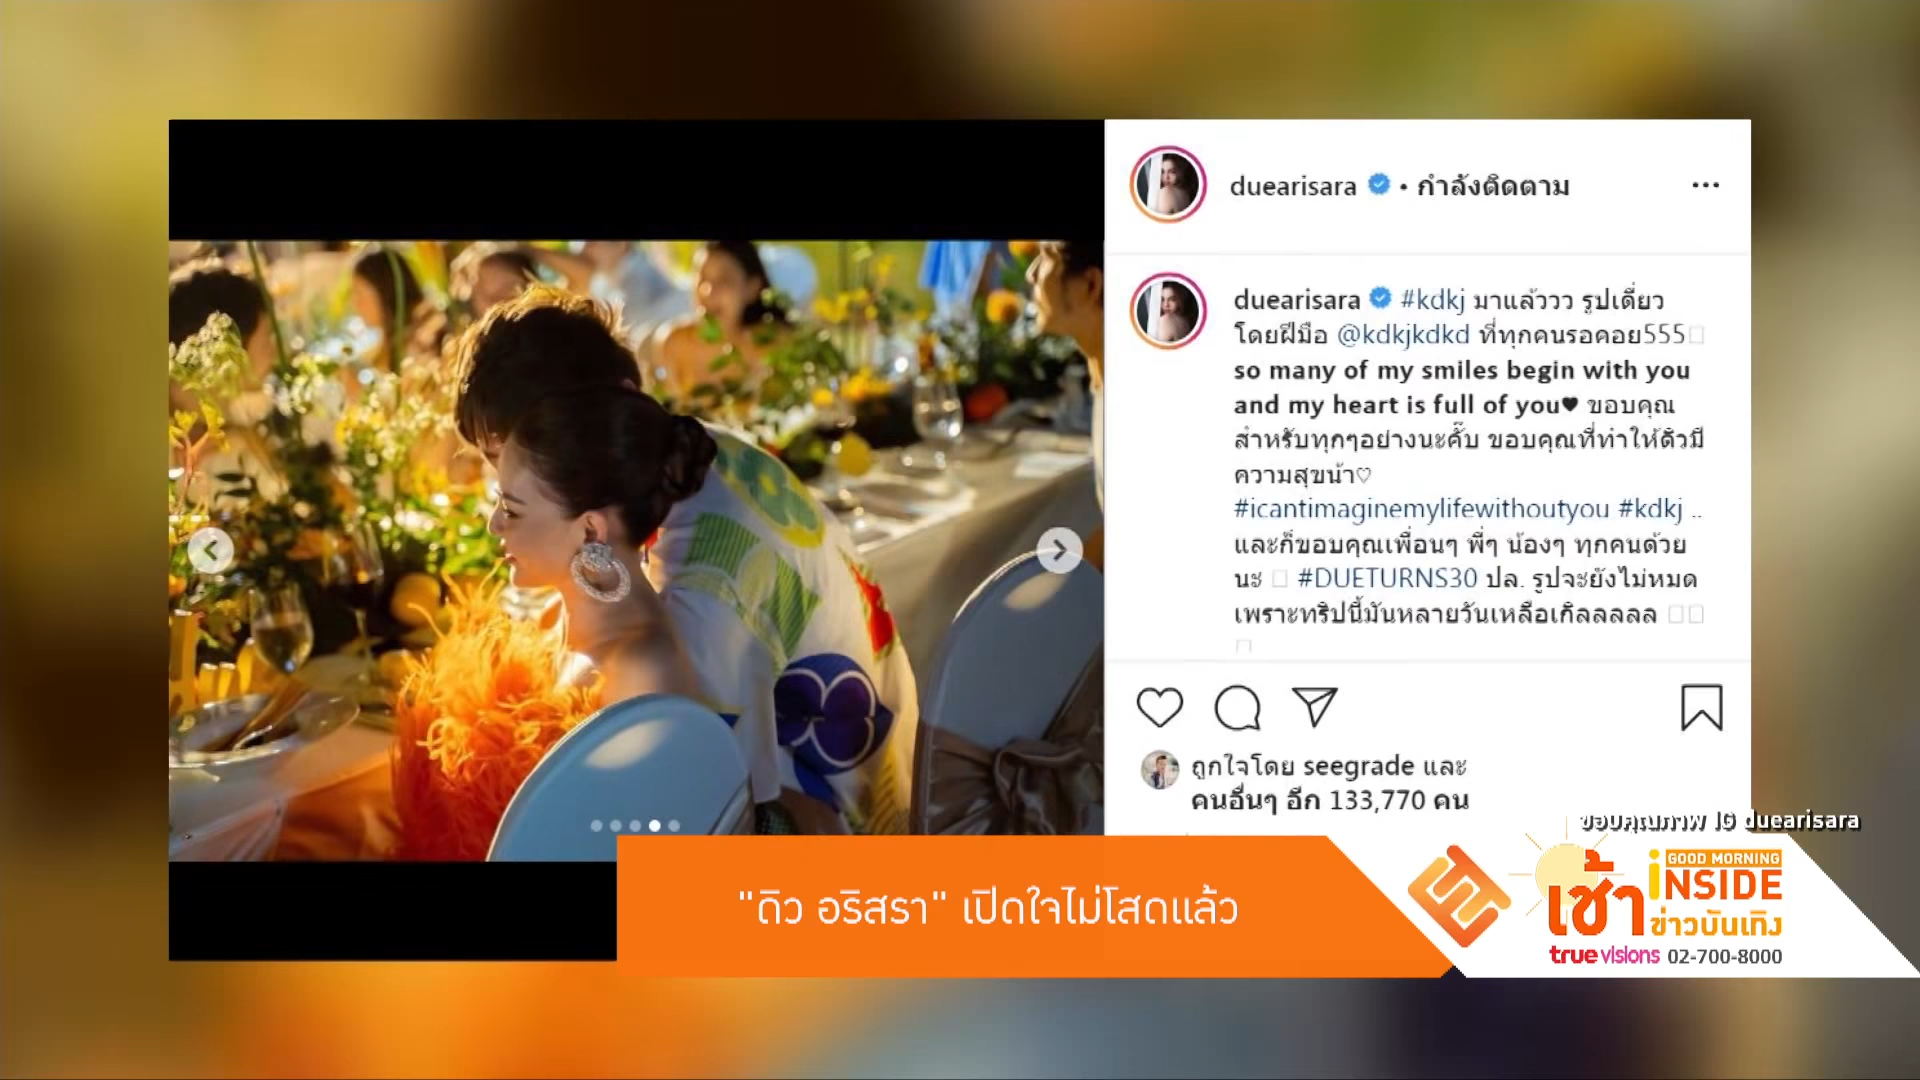 duearisara • กำลังติดตาม
duearisara #kdkj มาแล้ววว รูปเดี่ยว
โดยฝีมือ @kdkjkdkd ที่ทุกคนรอคอย555
so many of my smiles begin with you
and my heart is full of you♥ ขอบคุณ
สำหรับทุกๆอย่างนะคั๊บ ขอบคุณที่ทำให้ดิวมี
ความสุขน้า♡
#icantimaginemylifewithoutyou #kdkj ..
และก็ขอบคุณเพื่อนๆ พี่ๆ น้องๆ ทุกคนด้วย
นะ #DUETURNS30 ปล. รูปจะยังไม่หมด
เพราะทริปนี้มันหลายวันเหลือเกิลลลลล
ถูกใจโดย seegrade และ
คนอื่นๆ อีก 133,770 คน
ขอบคุณภาพ IG duearisara
"ดิว อริสรา" เปิดใจไม่โสดแล้ว
GOOD MORNING
เช้า iNSIDE
ข่าวบันเทิง
truevisions 02-700-8000